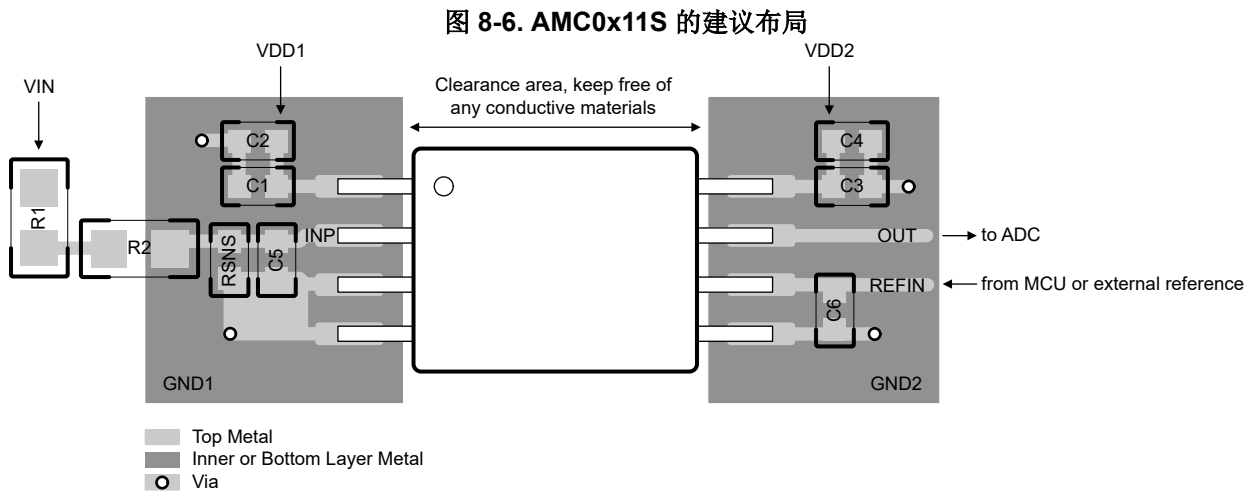 图 8-6. AMC0x11S 的建议布局
VDD1
VDD2
VIN
Clearance area, keep free of
any conductive materials
C2
C4
C1
C3
R1
R2
RSNS
C5
INP
OUT
to ADC
REFIN
from MCU or external reference
C6
GND1
GND2
Top Metal
Inner or Bottom Layer Metal
Via